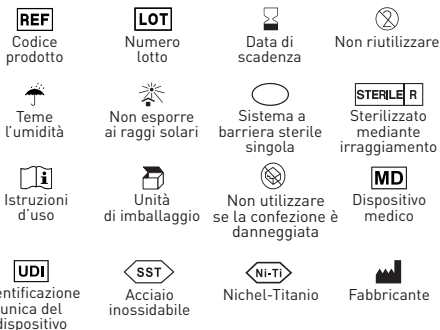 REF
Codice
prodotto
LOT
Numero
lotto
Data di
scadenza
Non riutilizzare
Teme
l'umidità
Non esporre
ai raggi solari
Sistema a
barriera sterile
singola
STERILE R
Sterilizzato
mediante
irraggiamento
i
Istruzioni
d'uso
Unità
di imballaggio
Non utilizzare
se la confezione è
danneggiata
MD
Dispositivo
medico
UDI
entificazione
unica del
dispositivo
SST
Acciaio
inossidabile
Ni-Ti
Nichel-Titanio
Fabbricante